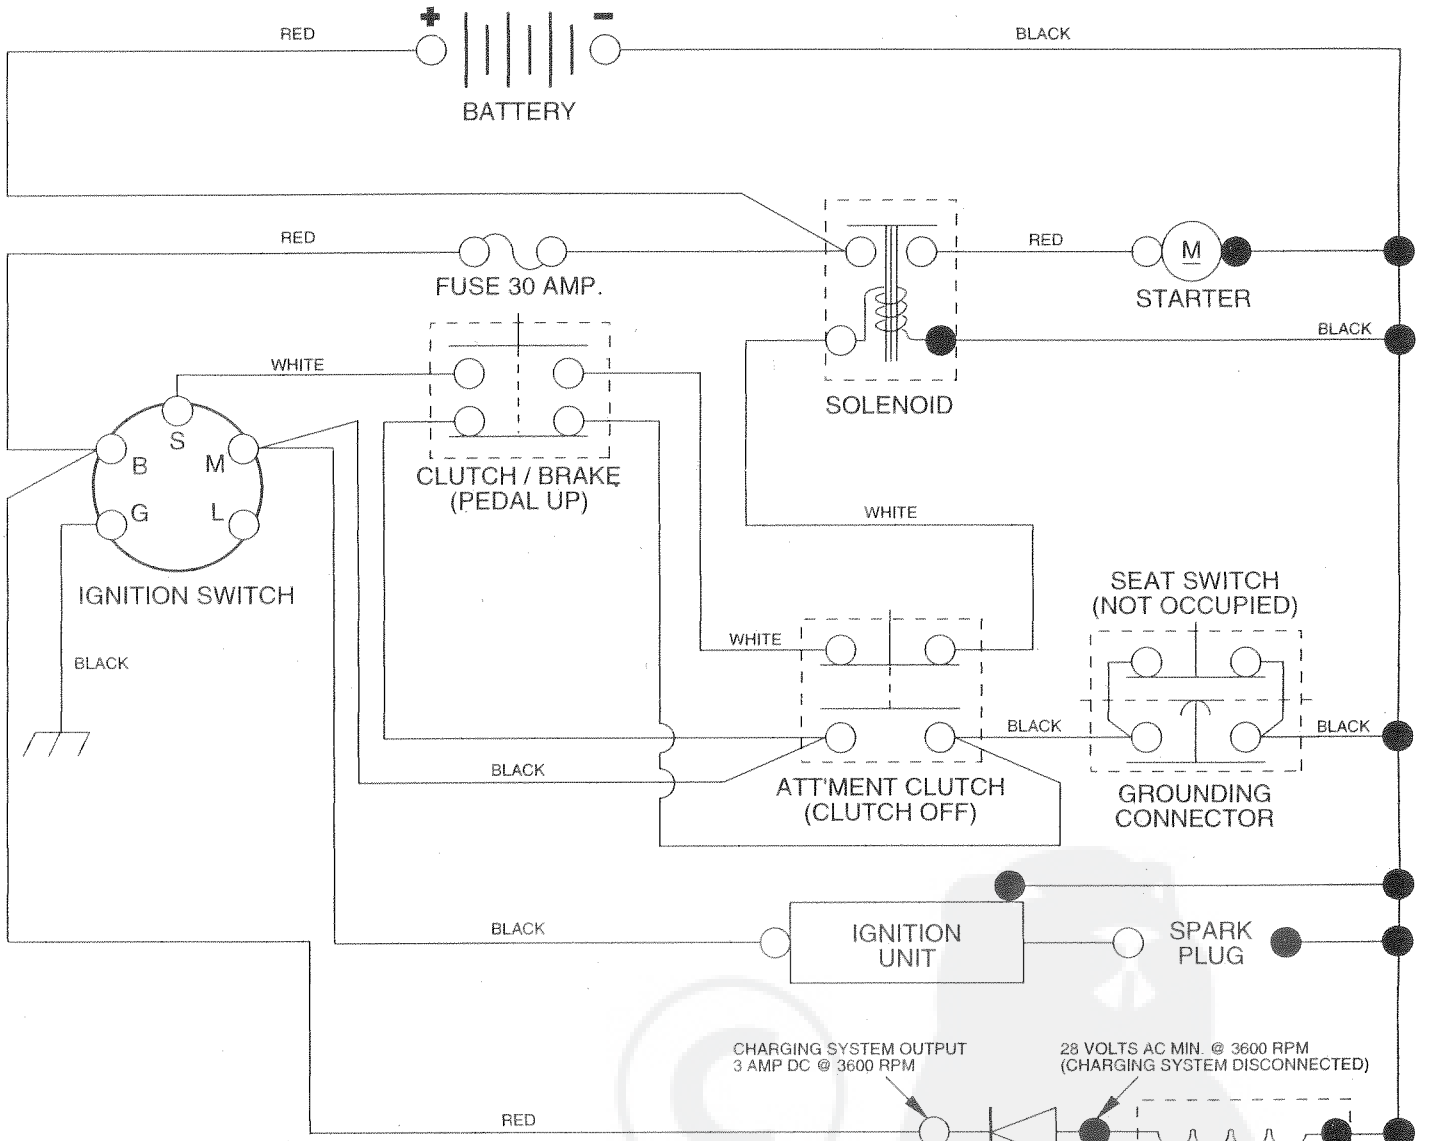 + −
RED
BLACK
BATTERY
RED
FUSE 30 AMP.
RED
M
STARTER
BLACK
SOLENOID
WHITE
S
B
M
G
L
IGNITION SWITCH
CLUTCH / BRAKE
(PEDAL UP)
WHITE
BLACK
WHITE
SEAT SWITCH
(NOT OCCUPIED)
BLACK
BLACK
BLACK
ATT'MENT CLUTCH
(CLUTCH OFF)
GROUNDING
CONNECTOR
BLACK
IGNITION
UNIT
SPARK
PLUG
©
CHARGING SYSTEM OUTPUT
3 AMP DC @ 3600 RPM
28 VOLTS AC MIN. @ 3600 RPM
(CHARGING SYSTEM DISCONNECTED)
RED